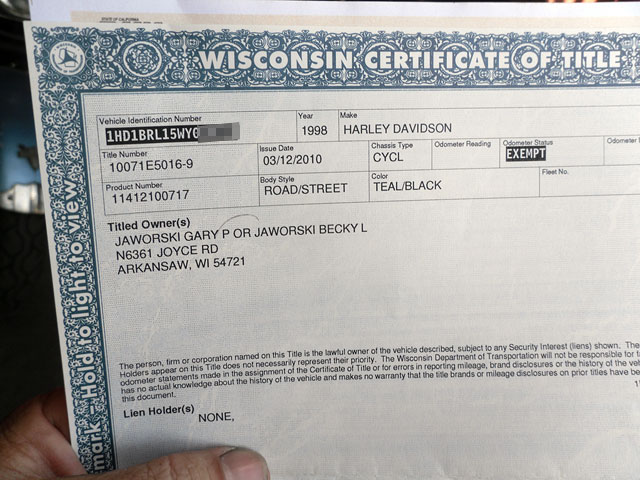 STATE OF CALIFORNIA
WISCONSIN CERTIFICATE OF TITLE
Vehicle Identification Number
1HD1BRL15WY0
Year
1998
Make
HARLEY DAVIDSON
Title Number
10071E5016-9
Issue Date
03/12/2010
Chassis Type
CYCL
Odometer Reading
Odometer Status
EXEMPT
Odometer
Product Number
11412100717
Body Style
ROAD/STREET
Color
TEAL/BLACK
Fleet No.
Titled Owner(s)
JAWORSKI GARY P OR JAWORSKI BECKY L
N6361 JOYCE RD
ARKANSAW, WI 54721
The person, firm or corporation named on this Title is the lawful owner of the vehicle described, subject to any Security Interest (liens) shown. The
Holders appear on this Title does not necessarily represent their priority. The Wisconsin Department of Transportation will not be responsible for
odometer statements made in the assignment of the Certificate of Title or for errors in reporting mileage, brand disclosures or the history of the
has no actual knowledge about the history of the vehicle and makes no warranty that the title brands or mileage disclosures on prior titles have
this document.
Lien Holder(s)
NONE,
mark - Hold to light to view